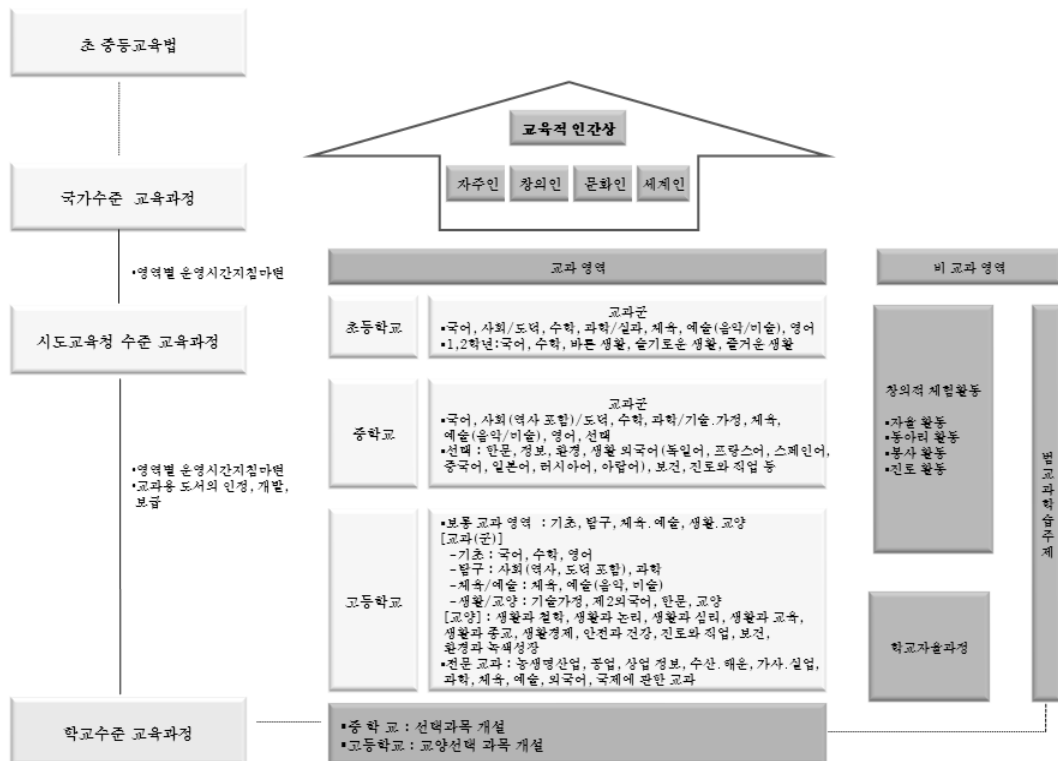 초 중등교육법
국가수준 교육과정
•영역별 운영시간지침마련
시도교육청 수준 교육과정
•영역별 운영시간지침마련
•교과용 도서의 인정, 개발,
보급
학교수준 교육과정
교육적 인간상
자주인
창의인
문화인
세계인
교과 영역
초등학교
교과군
▪국어, 사회/도덕, 수학, 과학/실과, 체육, 예술(음악/미술), 영어
▪1,2학년:국어, 수학, 바른 생활, 슬기로운 생활, 즐거운 생활
중학교
교과군
▪국어, 사회(역사 포함)/도덕, 수학, 과학/기술.가정, 체육,
예술(음악/미술), 영어, 선택
▪선택 : 한문, 정보, 환경, 생활 외국어(독일어, 프랑스어, 스페인어,
중국어, 일본어, 러시아어, 아랍어), 보건, 진로와 직업 등
고등학교
▪보통 교과 영역 : 기초, 탐구, 체육.예술, 생활.교양
[교과(군)]
-기초 : 국어, 수학, 영어
-탐구 : 사회(역사, 도덕 포함), 과학
-체육/예술 : 체육, 예술(음악, 미술)
-생활/교양 : 기술가정, 제2외국어, 한문, 교양
[교양] : 생활과 철학, 생활과 논리, 생활과 심리, 생활과 교육,
생활과 종교, 생활경제, 안전과 건강, 진로와 직업, 보건,
환경과 녹색성장
▪전문 교과 : 농생명산업, 공업, 상업 정보, 수산.해운, 가사.실업,
과학, 체육, 예술, 외국어, 국제에 관한 교과
▪중 학 교 : 선택과목 개설
▪고등학교 : 교양선택 과목 개설
비 교과 영역
창의적 체험활동
▪자율 활동
▪동아리 활동
▪봉사 활동
▪진로 활동
학교자율과정
범교과학습주제